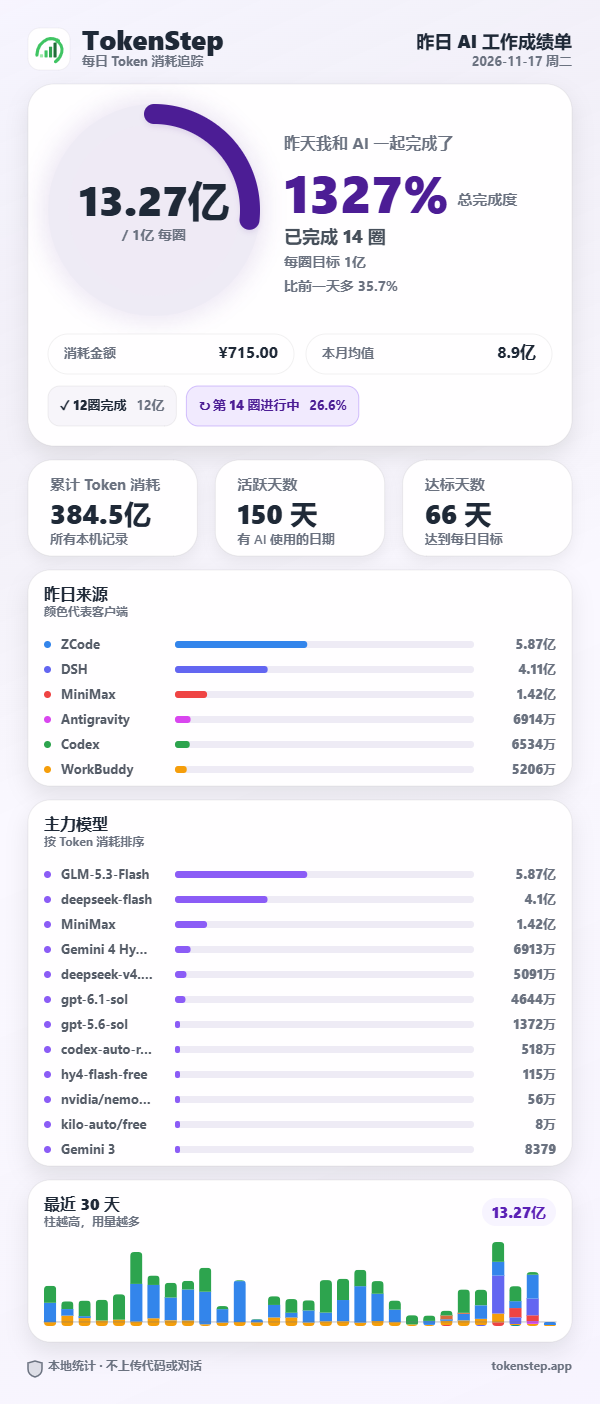 TokenStep
每日 Token 消耗追踪
昨日 AI 工作成绩单
2026-11-17 周二
13.27亿
/ 1亿 每圈
昨天我和 AI 一起完成了
1327% 总完成度
已完成 14 圈
每圈目标 1亿
比前一天多 35.7%
消耗金额 ¥715.00
本月均值 8.9亿
✓ 12圈完成 12亿
↻ 第 14 圈进行中 26.6%
累计 Token 消耗
384.5亿
所有本机记录
活跃天数
150 天
有 AI 使用的日期
达标天数
66 天
达到每日目标
昨日来源
颜色代表客户端
ZCode 5.87亿
DSH 4.11亿
MiniMax 1.42亿
Antigravity 6914万
Codex 6534万
WorkBuddy 5206万
主力模型
按 Token 消耗排序
GLM-5.3-Flash 5.87亿
deepseek-flash 4.1亿
MiniMax 1.42亿
Gemini 4 Hy... 6913万
deepseek-v4.... 5091万
gpt-6.1-sol 4644万
gpt-5.6-sol 1372万
codex-auto-r... 518万
hy4-flash-free 115万
nvidia/nemo... 56万
kilo-auto/free 8万
Gemini 3 8379
最近 30 天
柱越高，用量越多
13.27亿
本地统计 · 不上传代码或对话
tokenstep.app